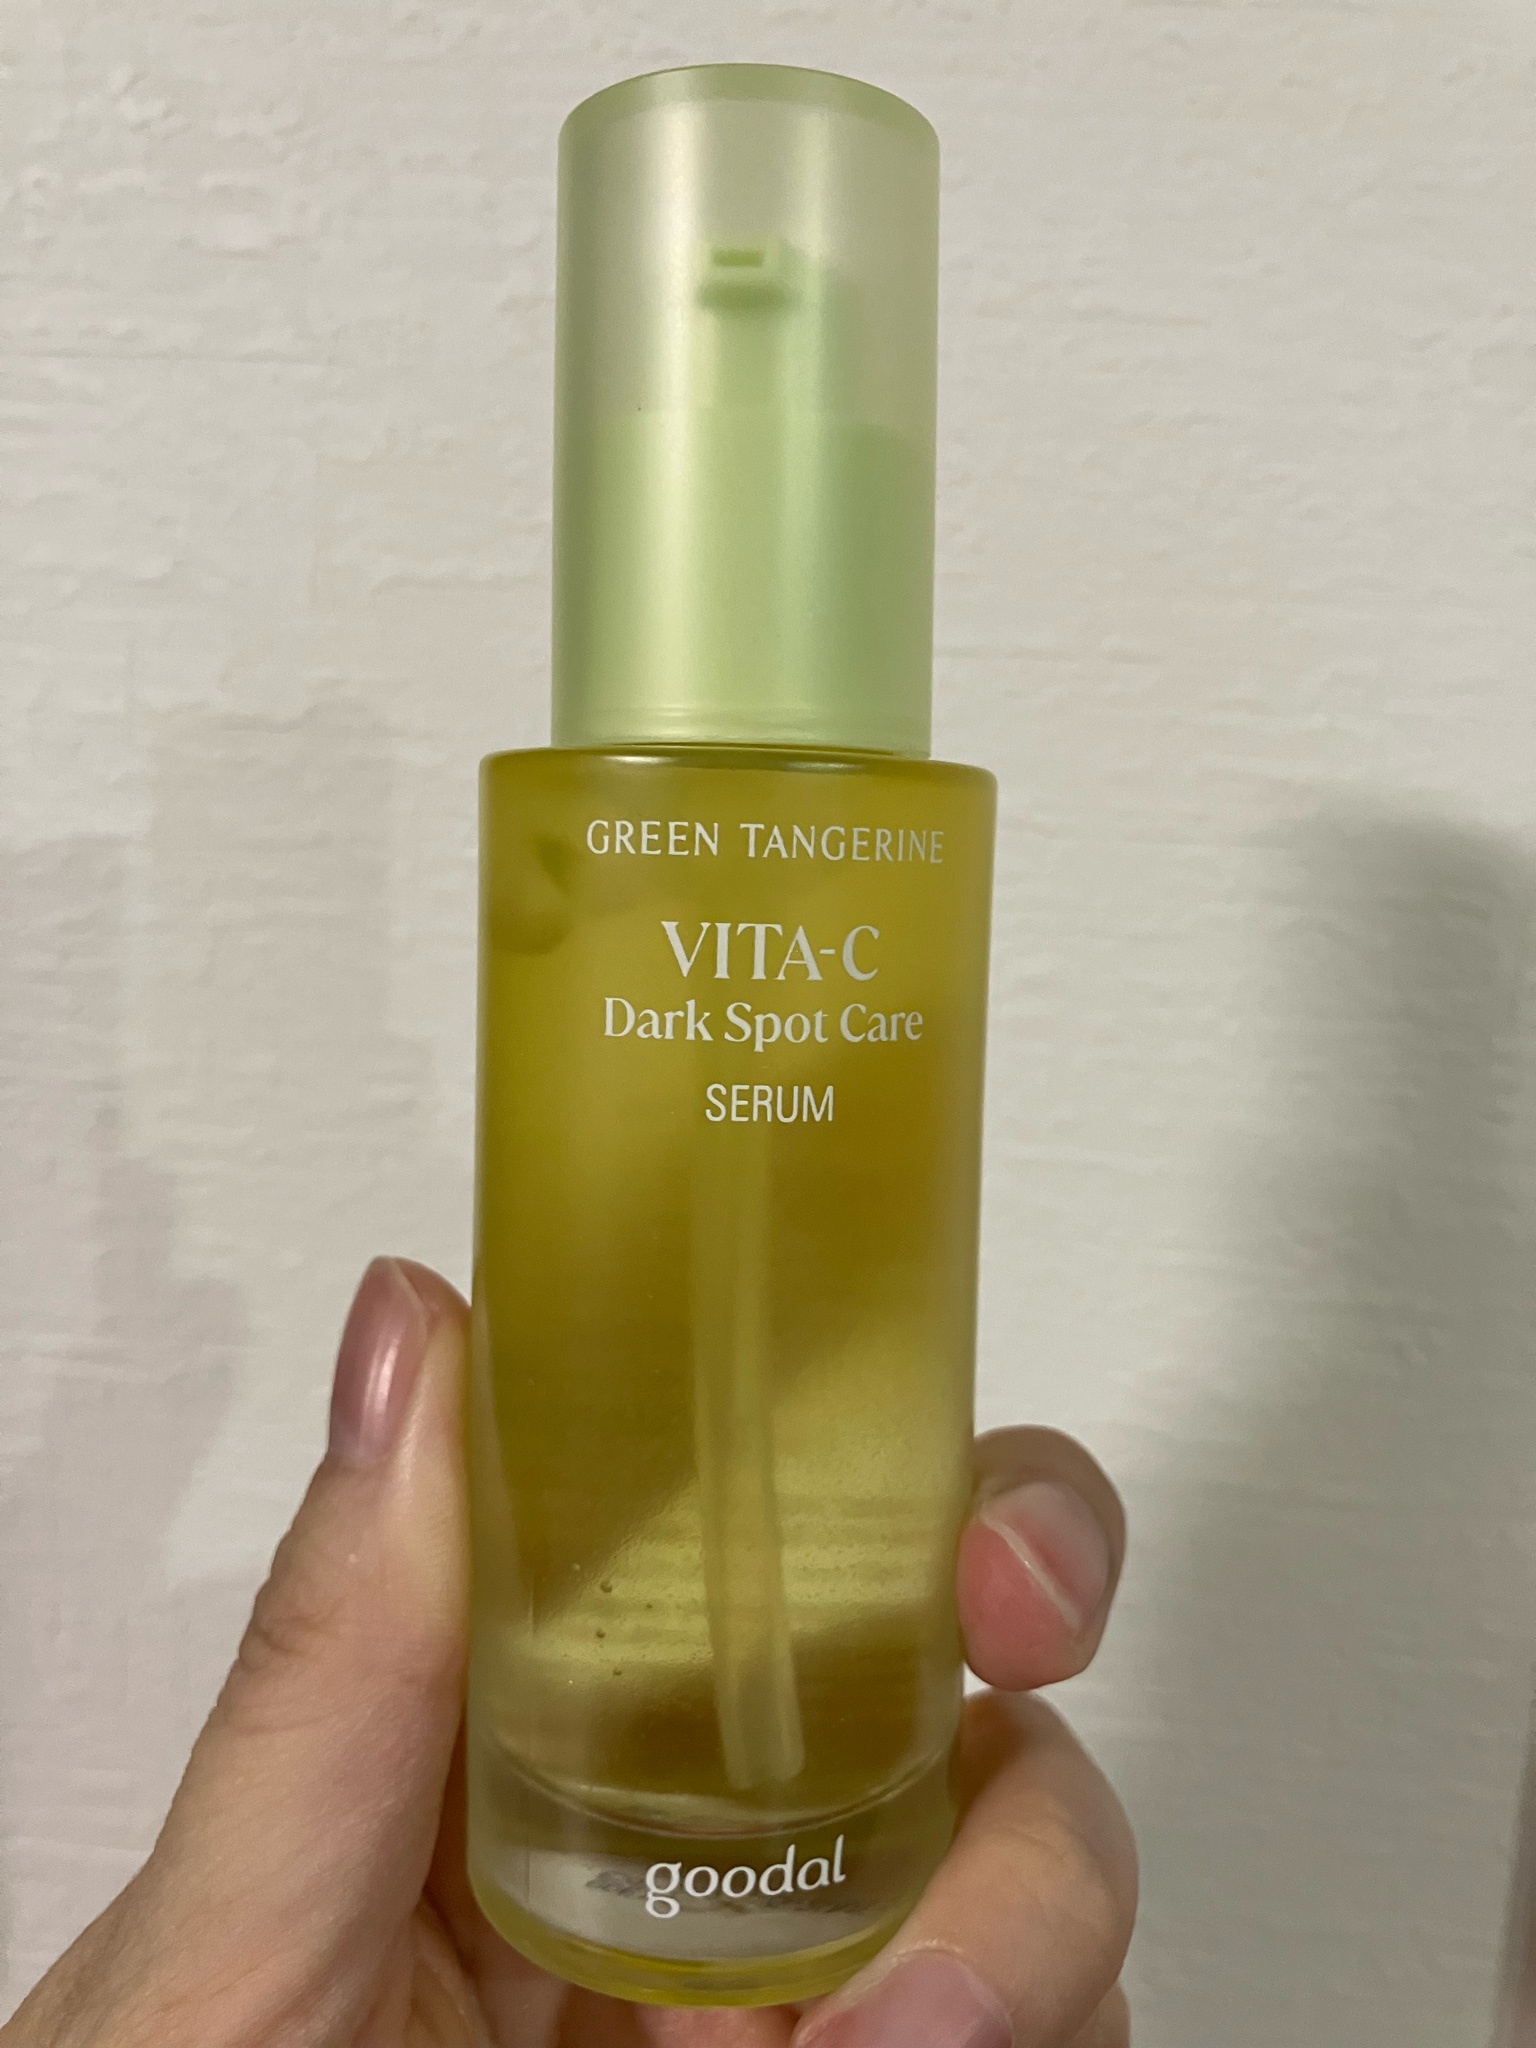 GREEN TANGERINE
VITA-C
Dark Spot Care
SERUM
goodal